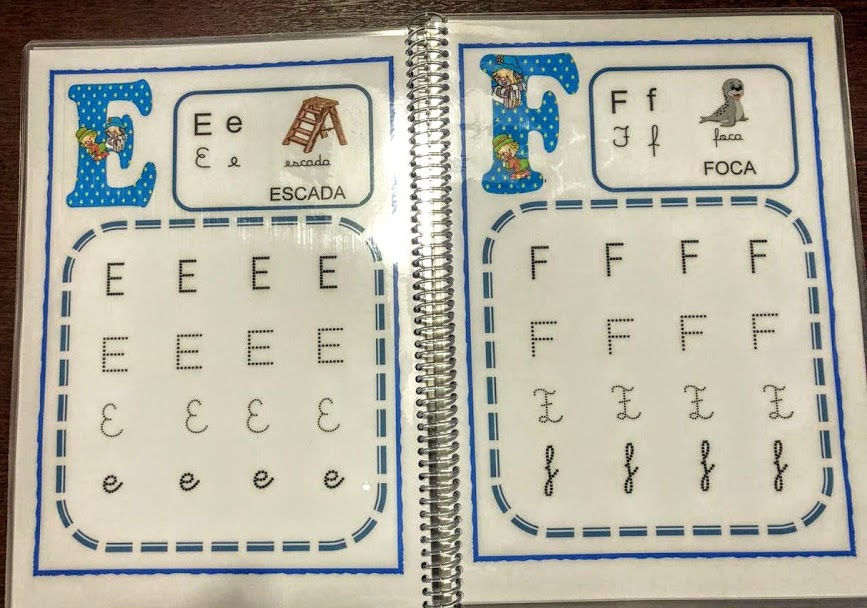 E
E e
E e escada
ESCADA
E E E E
E E E E
E E E E
e e e e
F
F f
F f foca
FOCA
F F F F
F F F F
F F F F
f f f f